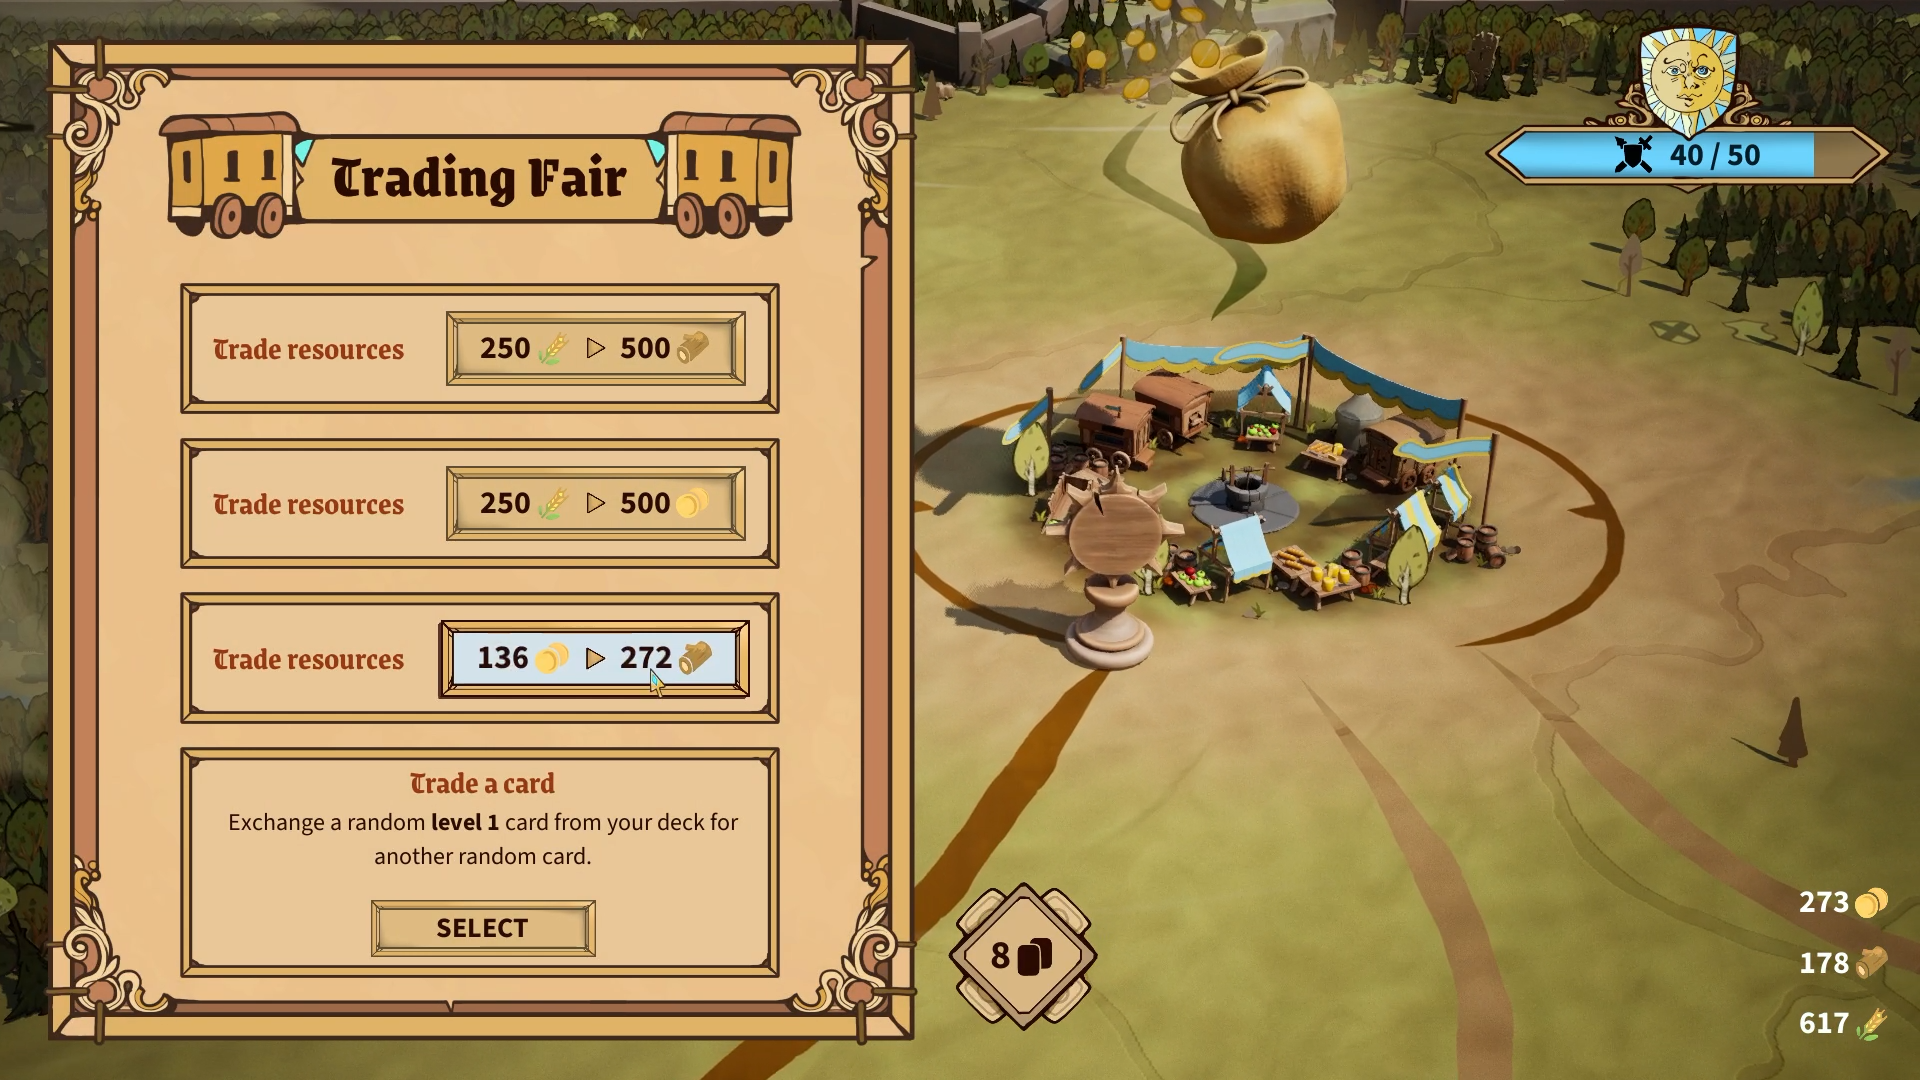 Trading Fair
Trade resources
250 500
Trade resources
250 500
Trade resources
136 272
Trade a card
Exchange a random level 1 card from your deck for
another random card.
SELECT
40 / 50
8
273
178
617